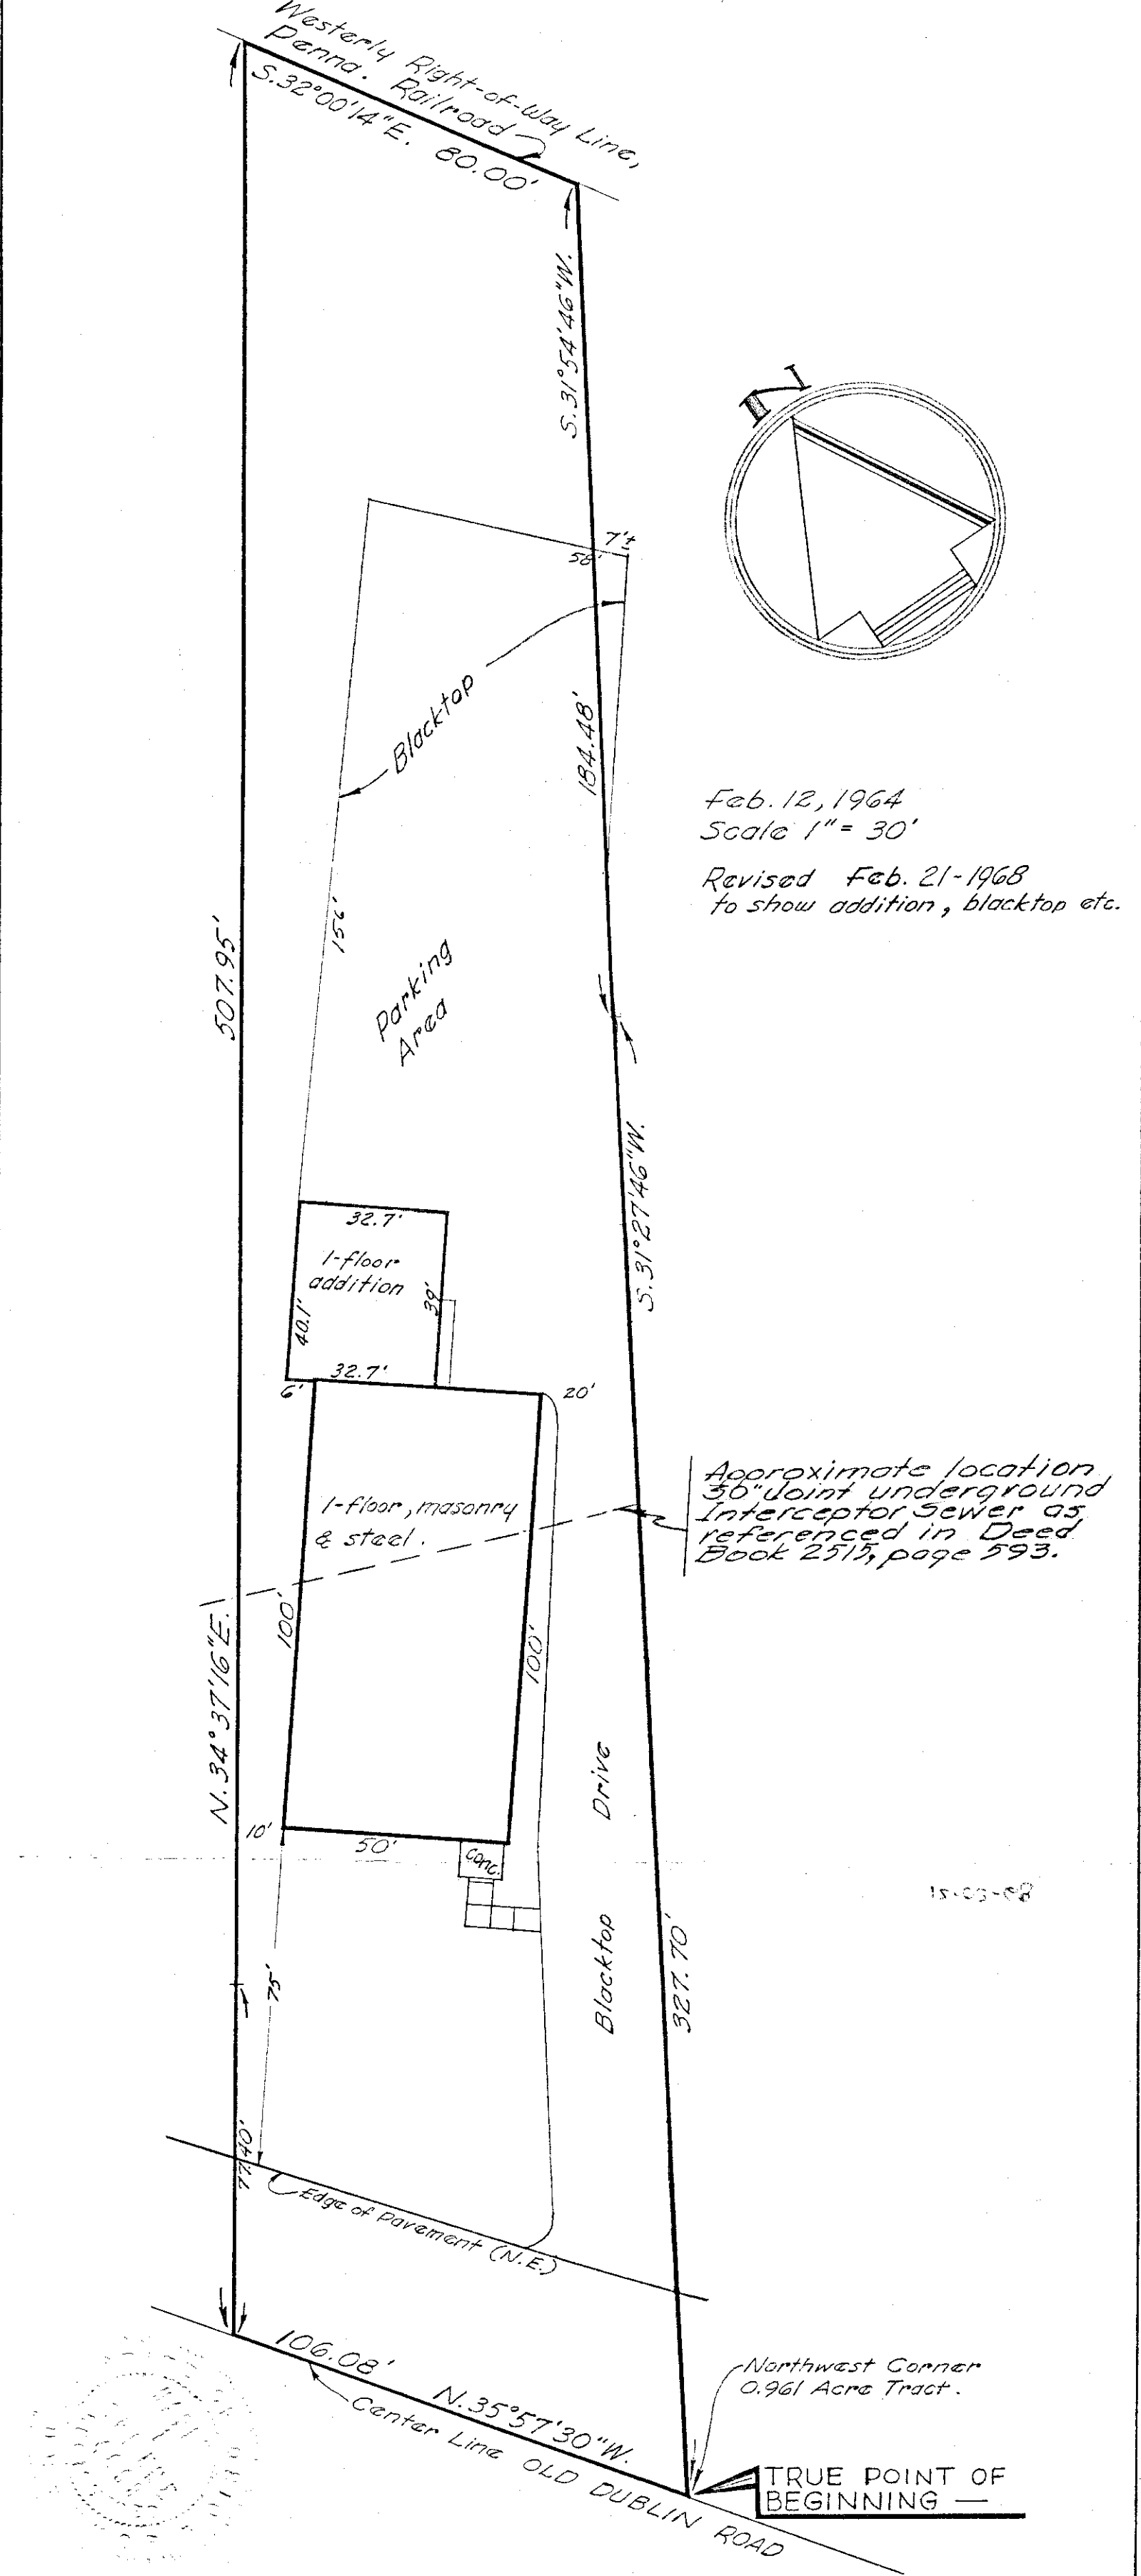 Westerly Right-of-Way Line,
Penna. Railroad
S.32°00'14"E. 80.00'
S.31°54'46"W.
N
7'±
58'
Blacktop
184.48'
Feb. 12, 1964
Scale 1" = 30'
Revised Feb. 21-1968
to show addition, blacktop etc.
507.95'
156'
Parking
Area
S.31°27'46"W.
32.7'
1-floor
addition
40.1'
39'
32.7'
6'
20'
1-floor, masonry
& steel.
Approximate location,
36" Joint underground
Interceptor Sewer as
referenced in Deed
Book 2515, page 593.
100'
100'
N.34°37'16"E.
10'
50'
Conc.
Blacktop Drive
327.70'
75'
77.40'
Edge of Pavement (N.E.)
106.08'
N.35°57'30"W.
Center Line OLD DUBLIN ROAD
Northwest Corner
0.961 Acre Tract.
TRUE POINT OF
BEGINNING —